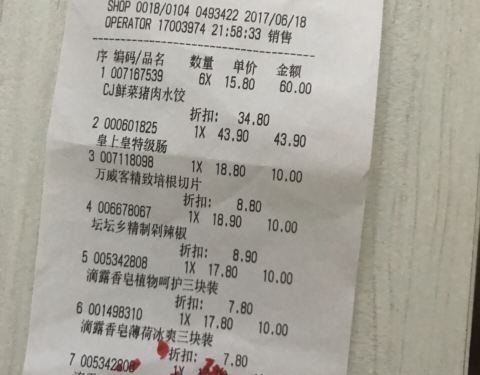 SHOP 0018/0104 0493422 2017/06/18
OPERATOR 17003974 21:58:33 销售
序 编码/品名 数量 单价 金额
1 007167539 6X 15.80 60.00
CJ鲜菜猪肉水饺
折扣: 34.80
2 000601825 1X 43.90 43.90
皇上皇特级肠
3 007118098 1X 18.80 10.00
万威客精致培根切片
折扣: 8.80
4 006678067 1X 18.90 10.00
坛坛乡精制剁辣椒
折扣: 8.90
5 005342808 1X 17.80 10.00
滴露香皂植物呵护三块装
折扣: 7.80
6 001498310 1X 17.80 10.00
滴露香皂薄荷冰爽三块装
折扣: 7.80
7 005342808